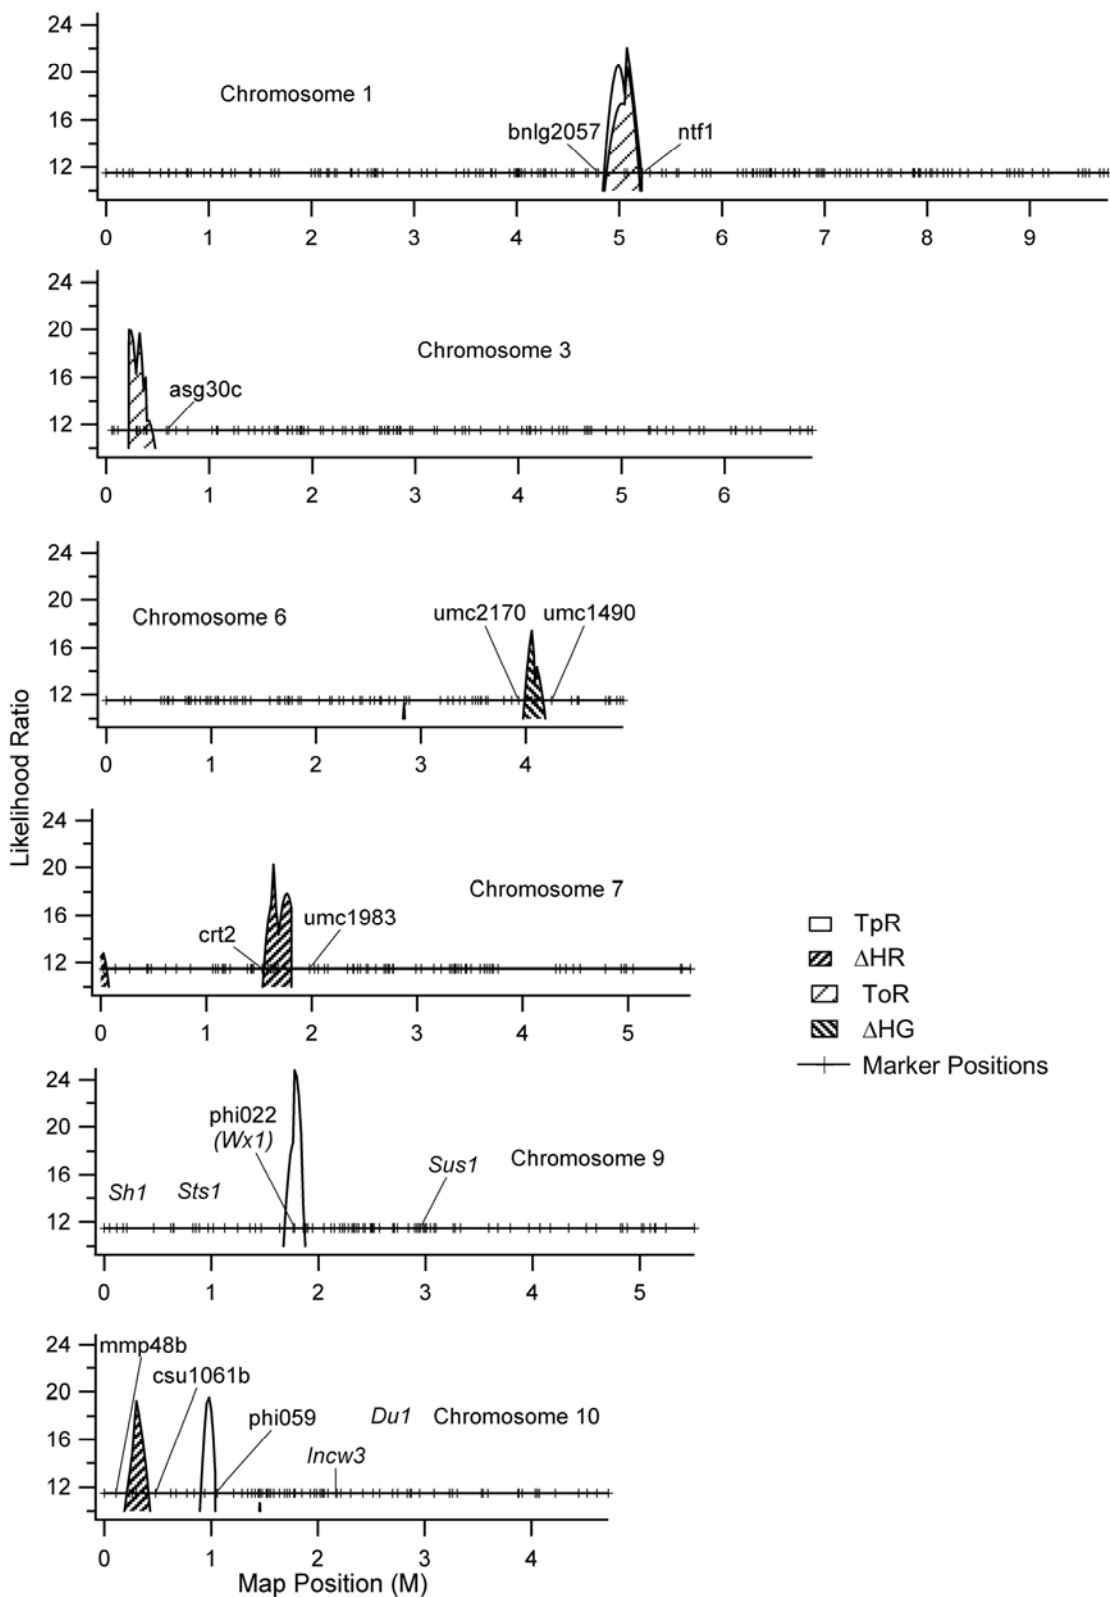 24
20
16
12
Chromosome 1
bnlg2057
ntf1
0 1 2 3 4 5 6 7 8 9
24
20
16
12
Chromosome 3
asg30c
0 1 2 3 4 5 6
24
20
16
12
Chromosome 6
umc2170 umc1490
0 1 2 3 4
Likelihood Ratio
24
20
16
12
Chromosome 7
crt2
umc1983
0 1 2 3 4 5
TpR
ΔHR
ToR
ΔHG
Marker Positions
24
20
16
12
phi022
(Wx1)
Sh1
Sts1
Sus1
Chromosome 9
0 1 2 3 4 5
24
20
16
12
mmp48b
csu1061b
phi059
Incw3
Du1
Chromosome 10
0 1 2 3 4
Map Position (M)